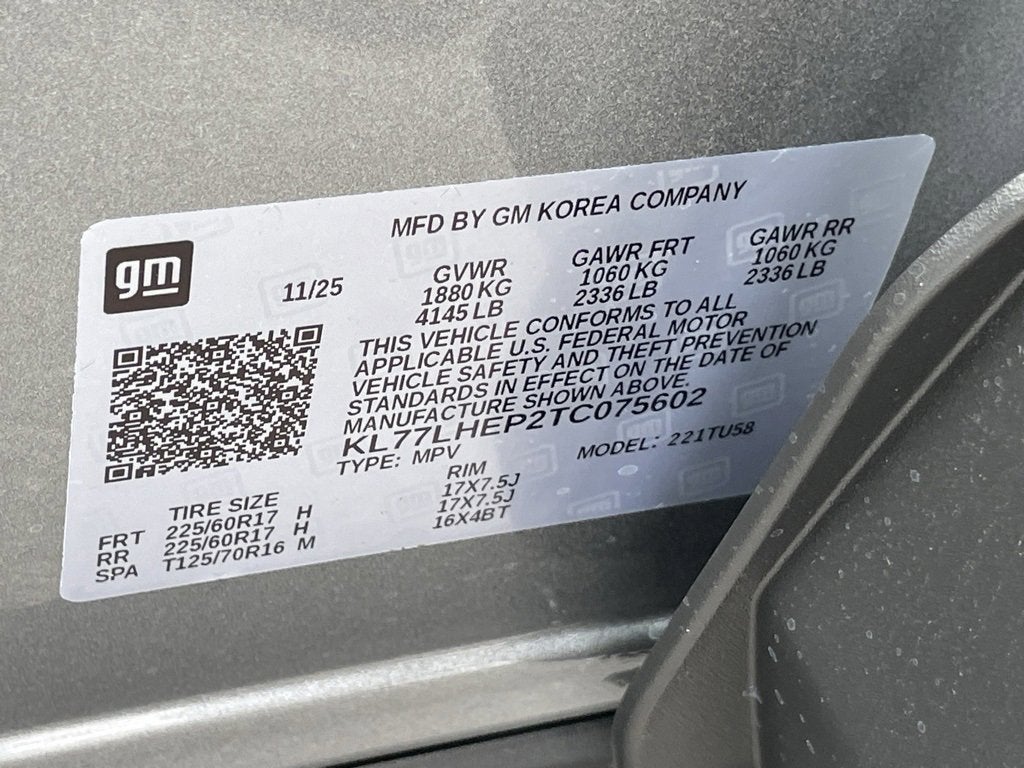 MFD BY GM KOREA COMPANY
gm
11/25
GVWR GAWR FRT GAWR RR
1880 KG 1060 KG 1060 KG
4145 LB 2336 LB 2336 LB
THIS VEHICLE CONFORMS TO ALL
APPLICABLE U.S. FEDERAL MOTOR
VEHICLE SAFETY AND THEFT PREVENTION
STANDARDS IN EFFECT ON THE DATE OF
MANUFACTURE SHOWN ABOVE.
KL77LHEP2TC075602
TYPE: MPV MODEL: 221TU58
TIRE SIZE RIM
FRT 225/60R17 H 17X7.5J
RR 225/60R17 H 17X7.5J
SPA T125/70R16 M 16X4BT